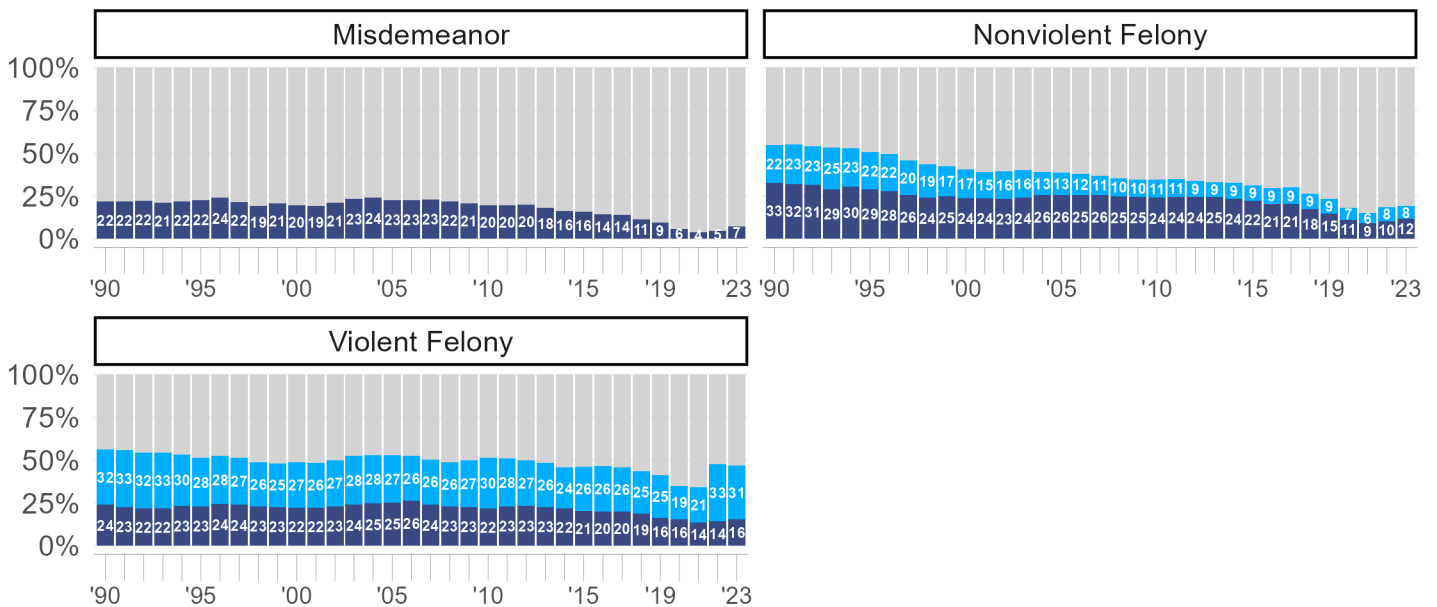 Misdemeanor
Nonviolent Felony
100%
75%
50%
25%
0%
22 22 22 21 22 22 24 22 19 21 20 19 21 23 24 23 23 23 22 21 20 20 20 18 16 16 14 14 11 9 6 4 5 7
22 23 23 25 23 22 22 20 19 17 17 15 16 16 13 13 12 11 10 10 11 11 9 9 9 9 9 9 9 9 7 6 8 8
33 32 31 29 30 29 28 26 24 25 24 24 23 24 26 26 25 26 25 25 24 24 24 25 24 22 21 21 18 15 11 9 10 12
'90 '95 '00 '05 '10 '15 '19 '23
'90 '95 '00 '05 '10 '15 '19 '23
Violent Felony
100%
75%
50%
25%
0%
32 33 32 33 30 28 28 27 26 25 27 26 27 28 28 27 26 26 26 27 30 28 27 26 24 26 26 26 25 25 19 21 33 31
24 23 22 22 23 23 24 24 23 23 22 22 23 24 25 25 26 24 23 23 22 23 23 23 22 21 20 20 19 16 16 14 14 16
'90 '95 '00 '05 '10 '15 '19 '23